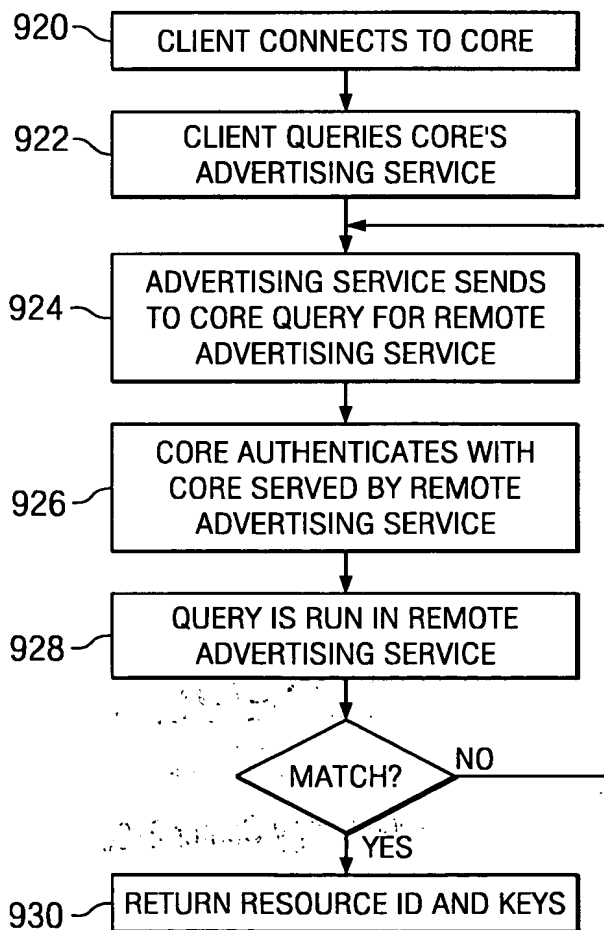 920
CLIENT CONNECTS TO CORE
922
CLIENT QUERIES CORE'S
ADVERTISING SERVICE
924
ADVERTISING SERVICE SENDS
TO CORE QUERY FOR REMOTE
ADVERTISING SERVICE
926
CORE AUTHENTICATES WITH
CORE SERVED BY REMOTE
ADVERTISING SERVICE
928
QUERY IS RUN IN REMOTE
ADVERTISING SERVICE
MATCH?
NO
YES
930
RETURN RESOURCE ID AND KEYS